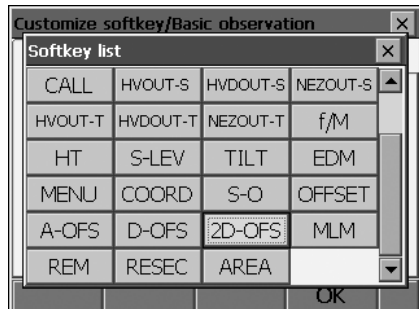 Customize softkey/Basic observation
Softkey list
CALL HVOUT-S HVDOUT-S NEZOUT-S
HVOUT-T HVDOUT-T NEZOUT-T f/M
HT S-LEV TILT EDM
MENU COORD S-O OFFSET
A-OFS D-OFS 2D-OFS MLM
REM RESEC AREA
OK